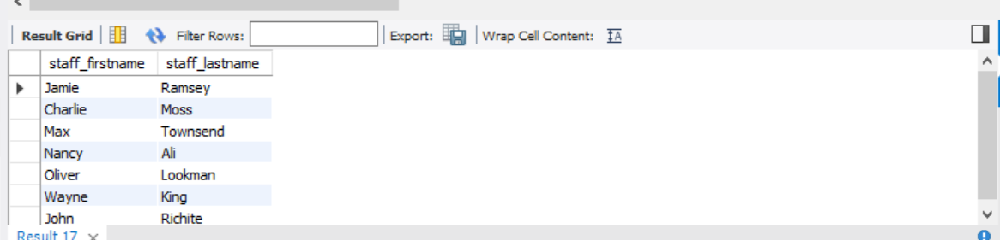 Result Grid Filter Rows: Export: Wrap Cell Content: IA
staff_firstname staff_lastname
Jamie Ramsey
Charlie Moss
Max Townsend
Nancy Ali
Oliver Lookman
Wayne King
John Richite
Result 17 ×